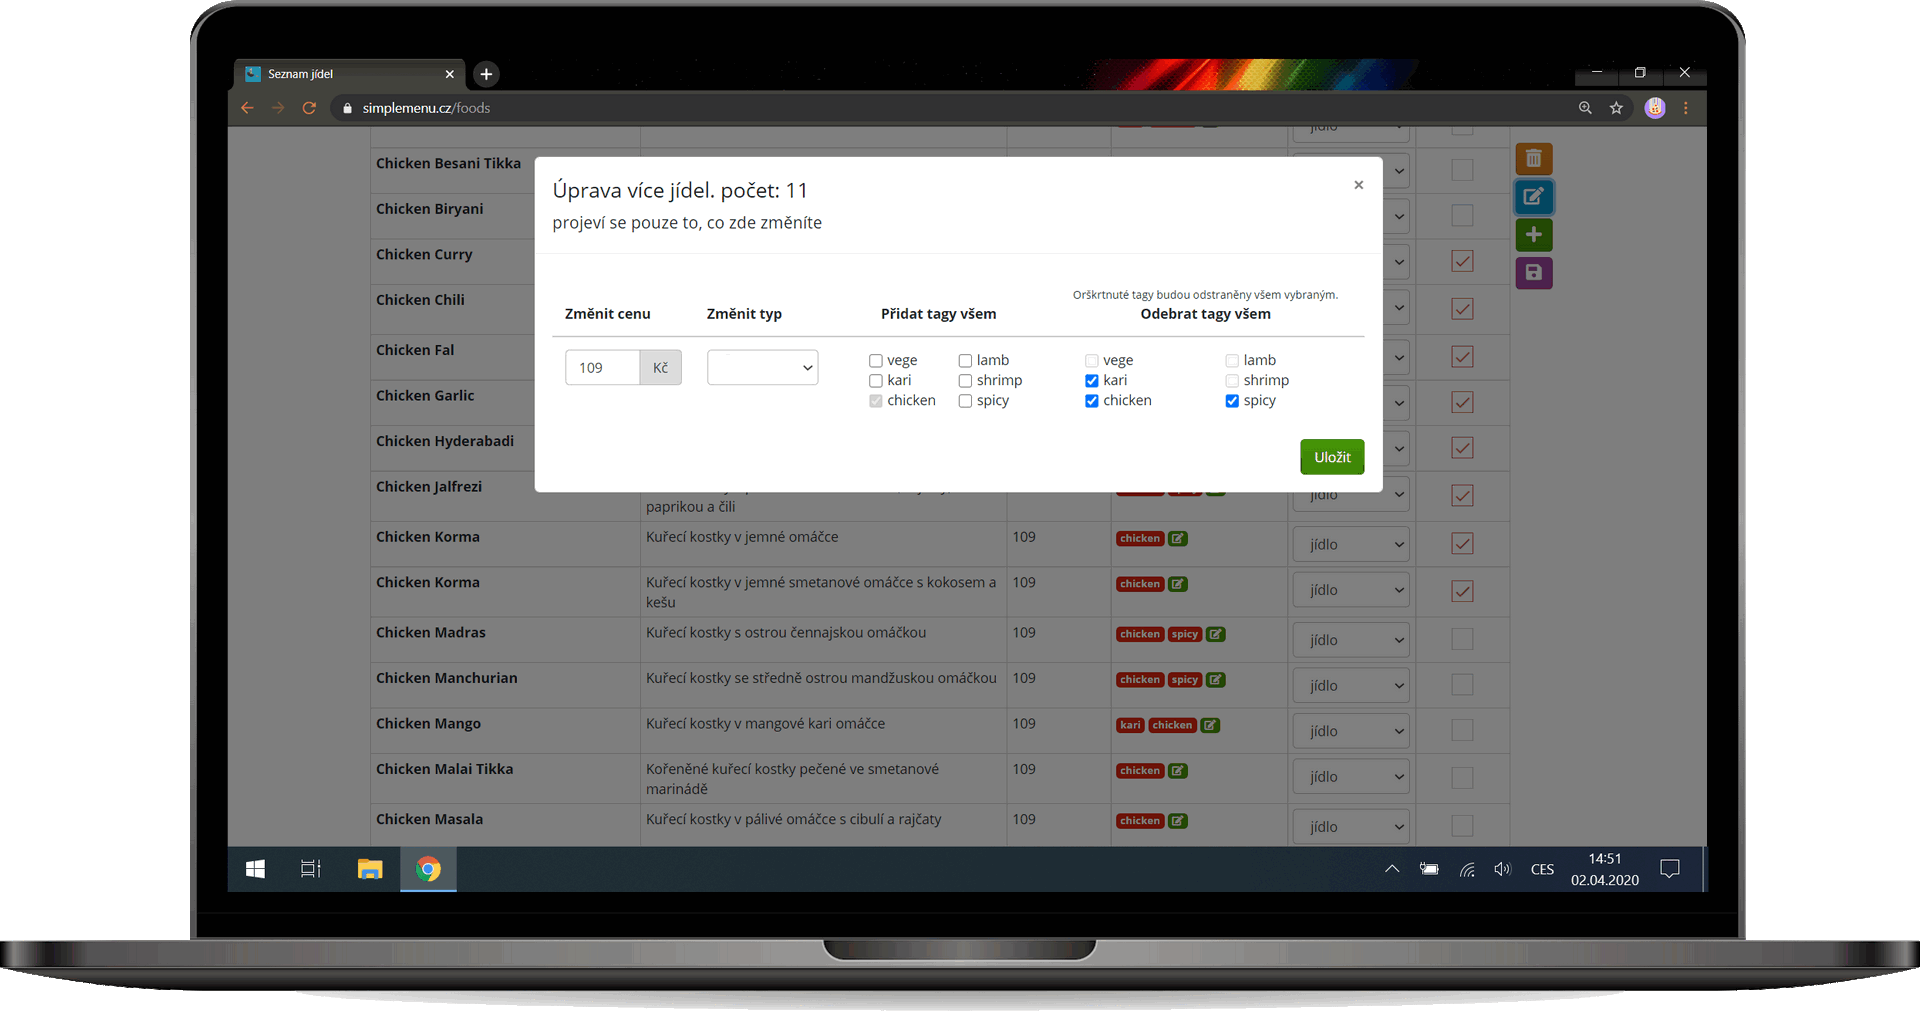 Seznam jídel
simplemenu.cz/foods
jídlo
Chicken Besani Tikka
Chicken Biryani
Chicken Curry
Chicken Chili
Chicken Fal
Chicken Garlic
Chicken Hyderabadi
Úprava více jídel. počet: 11
projeví se pouze to, co zde změníte
Orškrtnuté tagy budou odstraněny všem vybraným.
Změnit cenu Změnit typ Přidat tagy všem Odebrat tagy všem
109 Kč
vege lamb vege lamb
kari shrimp kari shrimp
chicken spicy chicken spicy
Uložit
Chicken Jalfrezi jídlo
paprikou a čili
Chicken Korma Kuřecí kostky v jemné omáčce 109 chicken jídlo
Chicken Korma Kuřecí kostky v jemné smetanové omáčce s kokosem a 109 chicken jídlo
kešu
Chicken Madras Kuřecí kostky s ostrou čennajskou omáčkou 109 chicken spicy jídlo
Chicken Manchurian Kuřecí kostky se středně ostrou mandžuskou omáčkou 109 chicken spicy jídlo
Chicken Mango Kuřecí kostky v mangové kari omáčce 109 kari chicken jídlo
Chicken Malai Tikka Kořeněné kuřecí kostky pečené ve smetanové 109 chicken jídlo
marinádě
Chicken Masala Kuřecí kostky v pálivé omáčce s cibulí a rajčaty 109 chicken jídlo
CES
14:51
02.04.2020